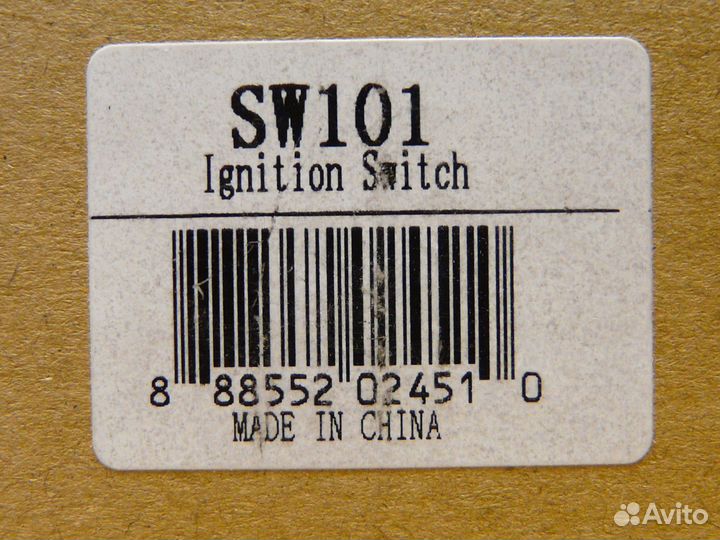 SW101
Ignition Switch
8 88552 02451 0
MADE IN CHINA
Avito